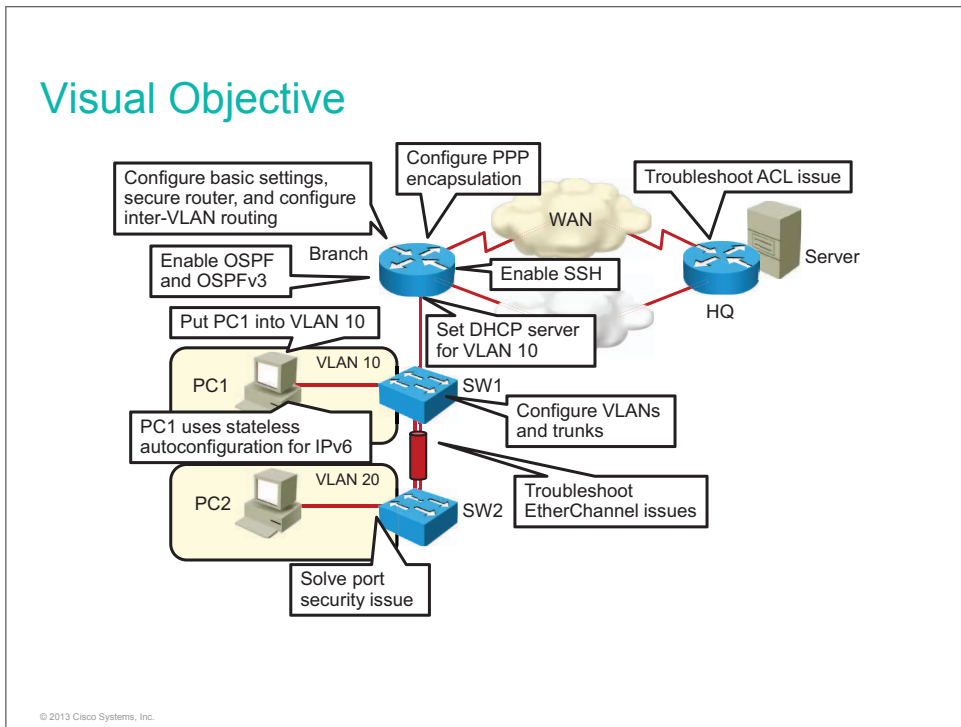 Visual Objective
Configure PPP
encapsulation
Configure basic settings,
secure router, and configure
inter-VLAN routing
Troubleshoot ACL issue
WAN
Branch
Server
Enable OSPF
and OSPFv3
Enable SSH
HQ
Put PC1 into VLAN 10
Set DHCP server
for VLAN 10
VLAN 10
PC1
SW1
Configure VLANs
and trunks
PC1 uses stateless
autoconfiguration for IPv6
VLAN 20
Troubleshoot
EtherChannel issues
PC2
SW2
Solve port
security issue
© 2013 Cisco Systems, Inc.